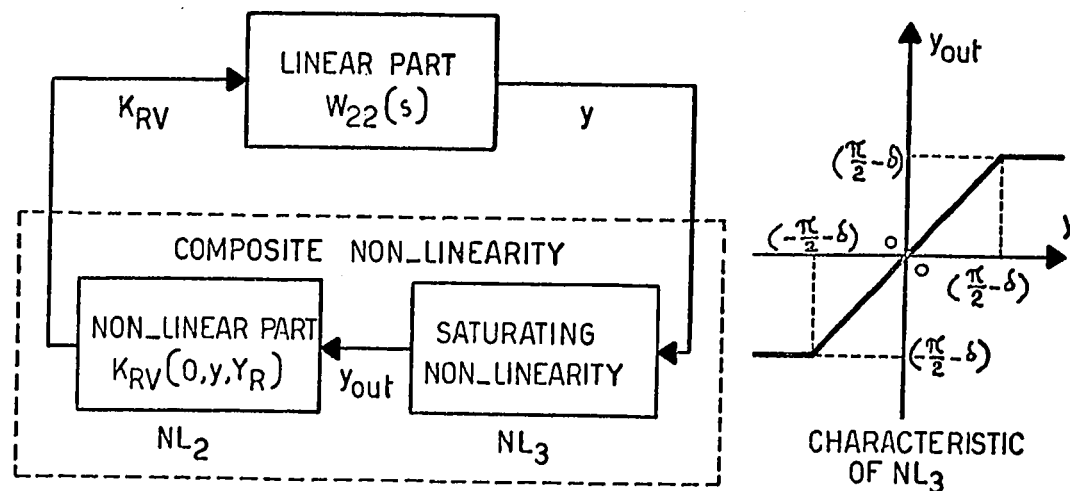 LINEAR PART
W22(s)
KRV
y
COMPOSITE NON_LINEARITY
NON_LINEAR PART
KRV(0,y,YR)
yout
SATURATING
NON_LINEARITY
NL2
NL3
yout
(π/2-δ)
(-π/2-δ)
o
o
y
(π/2-δ)
(-π/2-δ)
CHARACTERISTIC
OF NL3